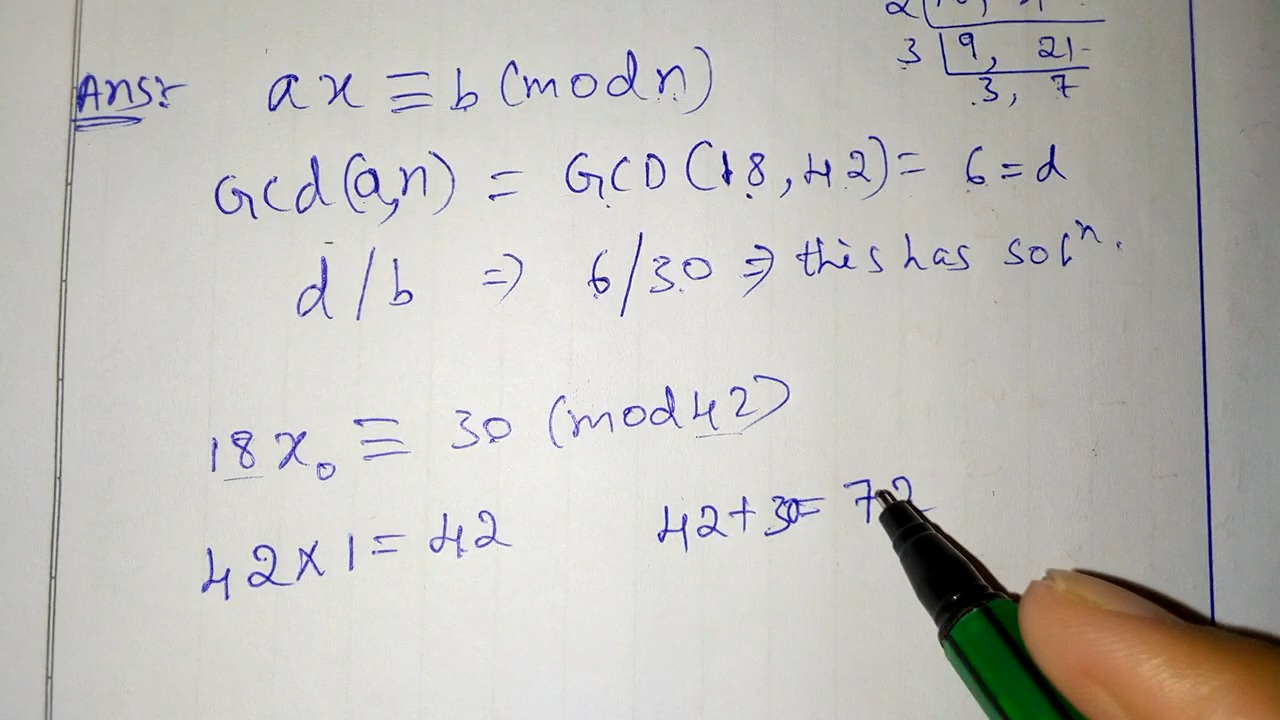 3 | 9, 21
3, 7
Ans:- ax ≡ b (mod n)
Gcd(a,n) = GCD(18,42) = 6 = d
d/b ⇒ 6/30 ⇒ this has solⁿ.
18x₀ ≡ 30 (mod 42)
42×1 = 42 42+30= 72